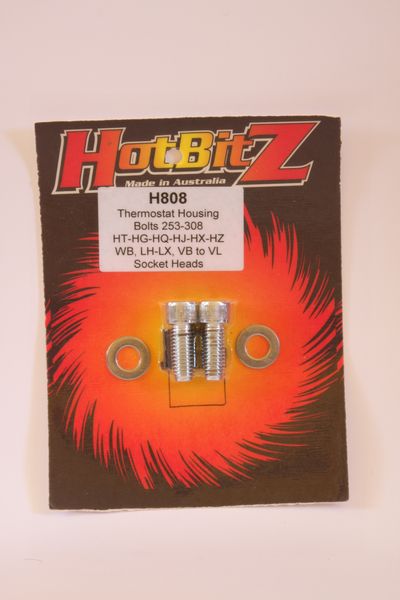 HotBitZ
Made in Australia
H808
Thermostat Housing
Bolts 253-308
HT-HG-HQ-HJ-HX-HZ
WB, LH-LX, VB to VL
Socket Heads